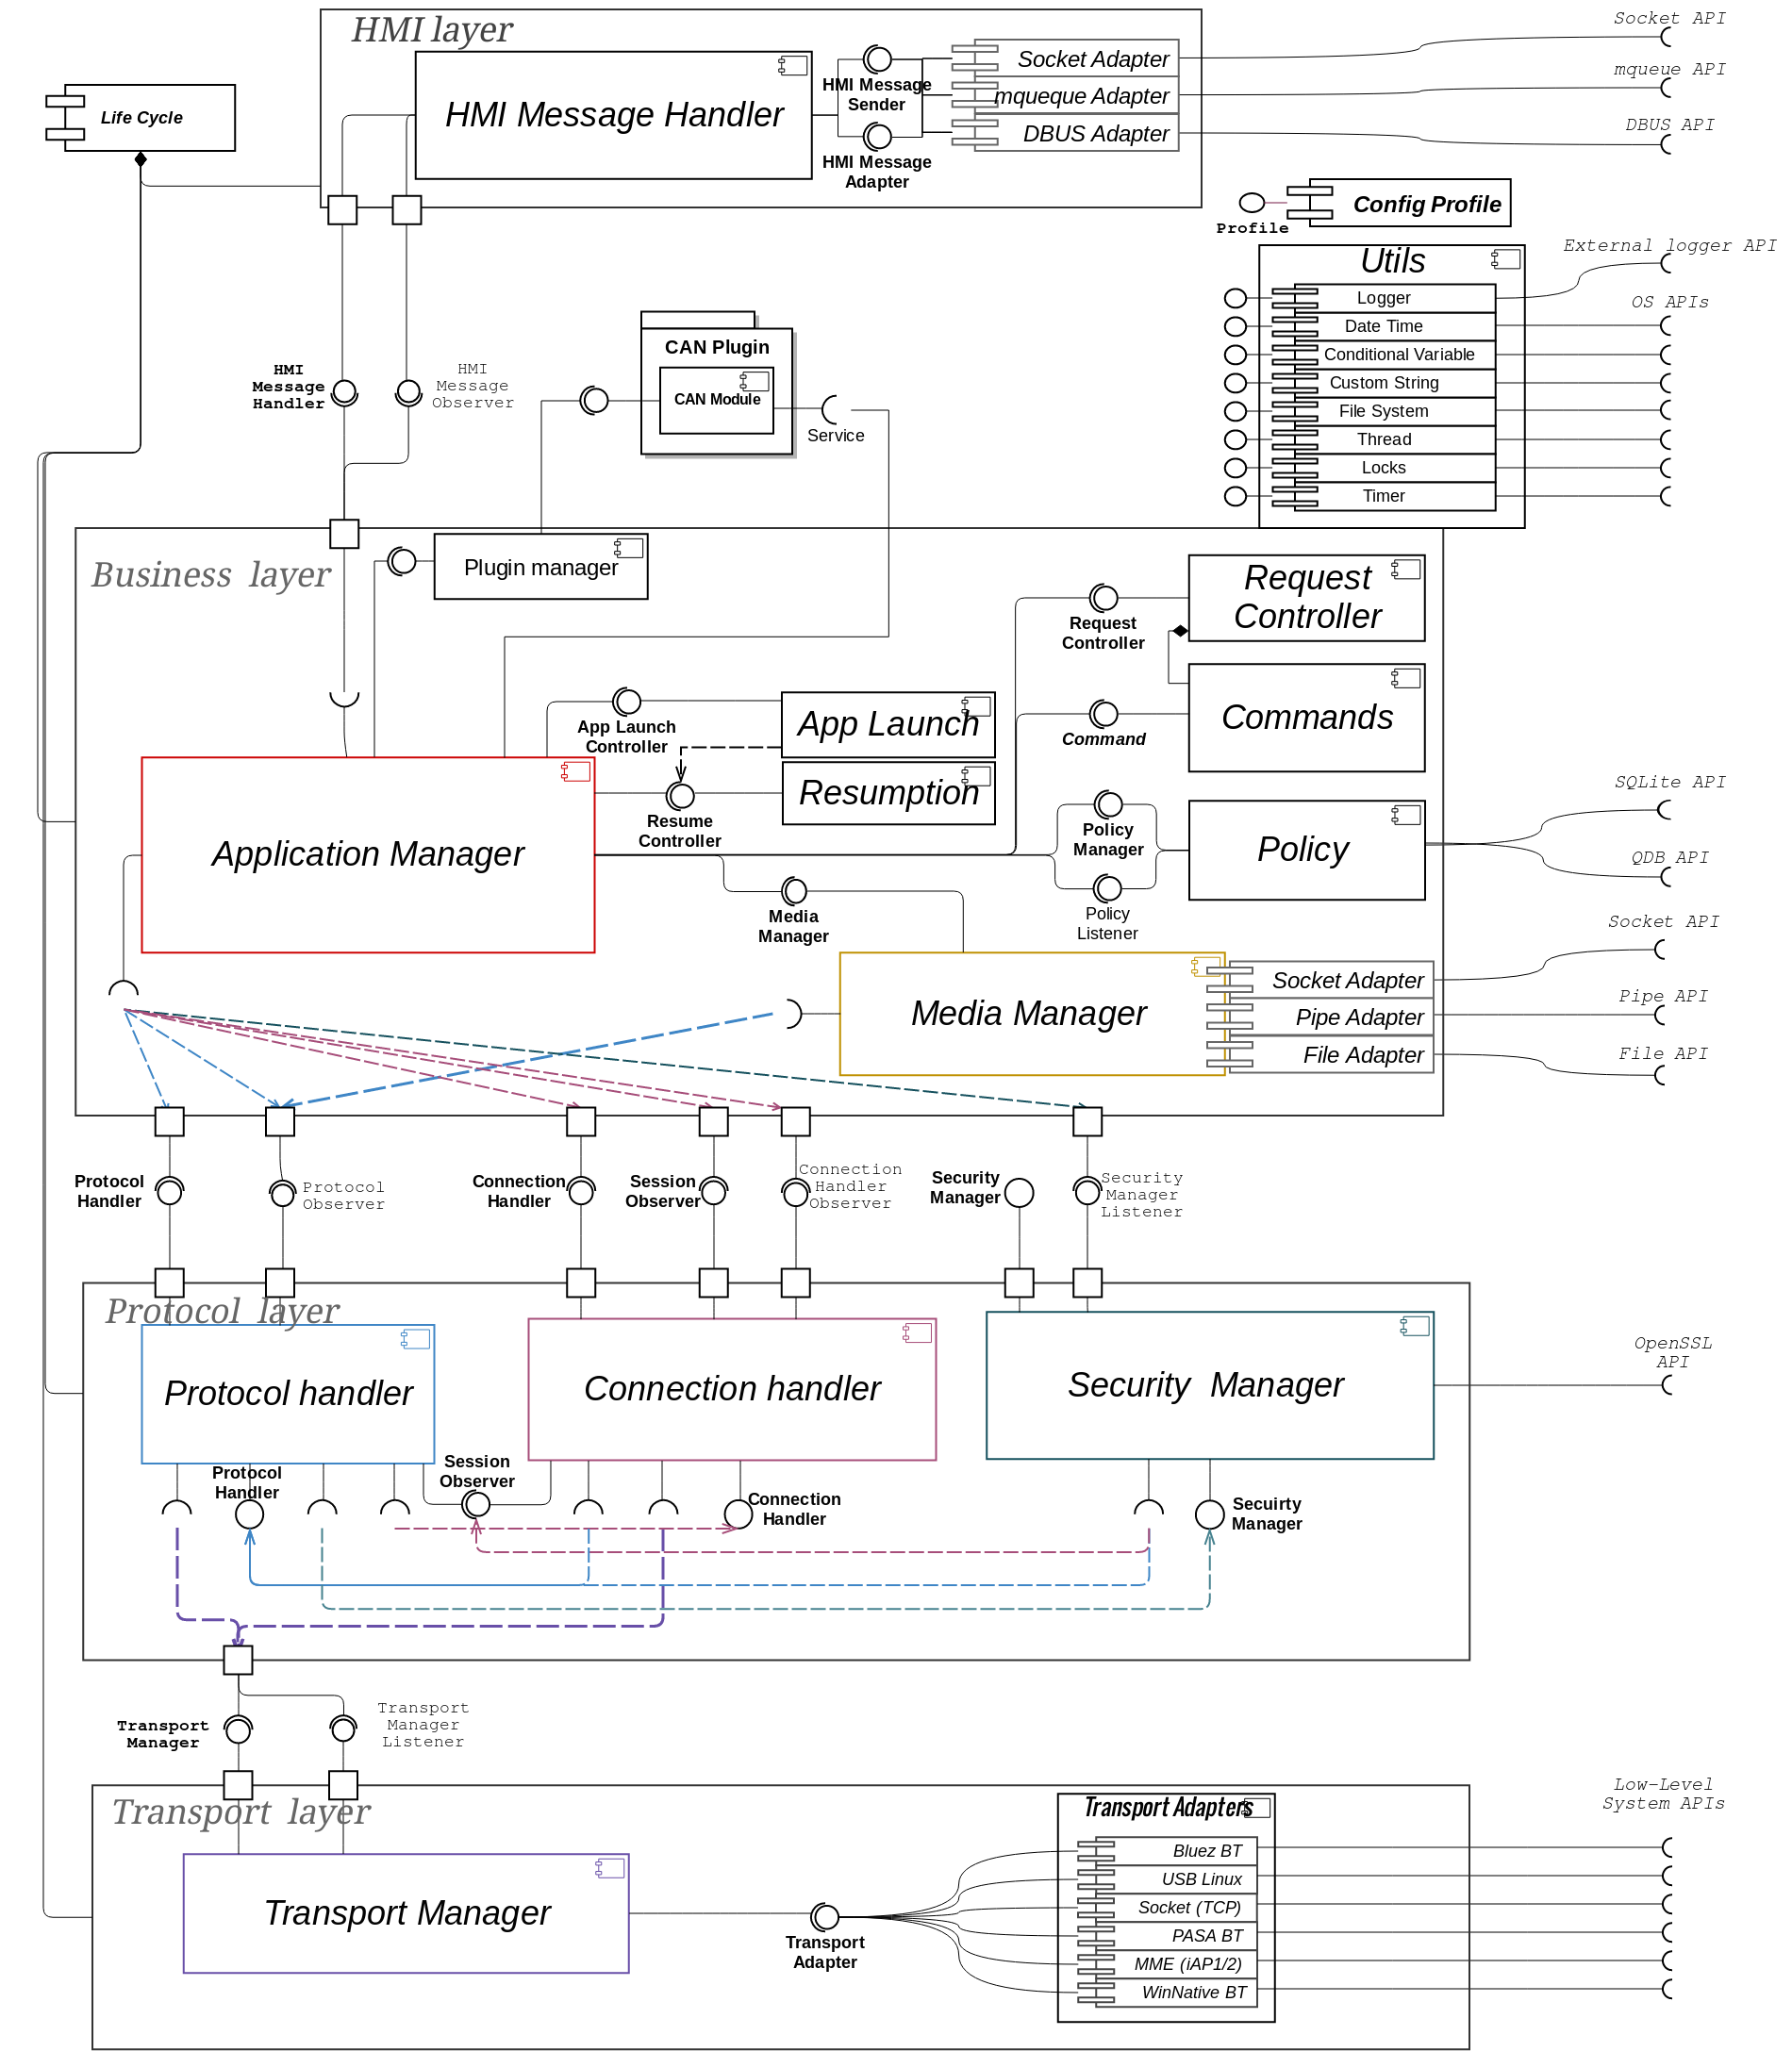 HMI layer
HMI Message Handler
HMI Message
Sender
HMI Message
Adapter
Socket Adapter
mqueque Adapter
DBUS Adapter
Socket API
mqueue API
DBUS API
Life Cycle
Config Profile
Profile
Utils
Logger
Date Time
Conditional Variable
Custom String
File System
Thread
Locks
Timer
External logger API
OS APIs
HMI
Message
Handler
HMI
Message
Observer
CAN Plugin
CAN Module
Service
Business layer
Plugin manager
Request
Controller
Request
Controller
Commands
Command
App Launch
Controller
App Launch
Resumption
Resume
Controller
Application Manager
Policy
Manager
Policy
Listener
Policy
SQLite API
QDB API
Media
Manager
Media Manager
Socket Adapter
Pipe Adapter
File Adapter
Socket API
Pipe API
File API
Protocol
Handler
Protocol
Observer
Connection
Handler
Session
Observer
Connection
Handler
Observer
Security
Manager
Security
Manager
Listener
Protocol layer
Protocol handler
Connection handler
Security Manager
OpenSSL
API
Protocol
Handler
Session
Observer
Connection
Handler
Secuirty
Manager
Transport
Manager
Transport
Manager
Listener
Transport layer
Transport Manager
Transport
Adapter
Transport Adapters
Bluez BT
USB Linux
Socket (TCP)
PASA BT
MME (iAP1/2)
WinNative BT
Low-Level
System APIs